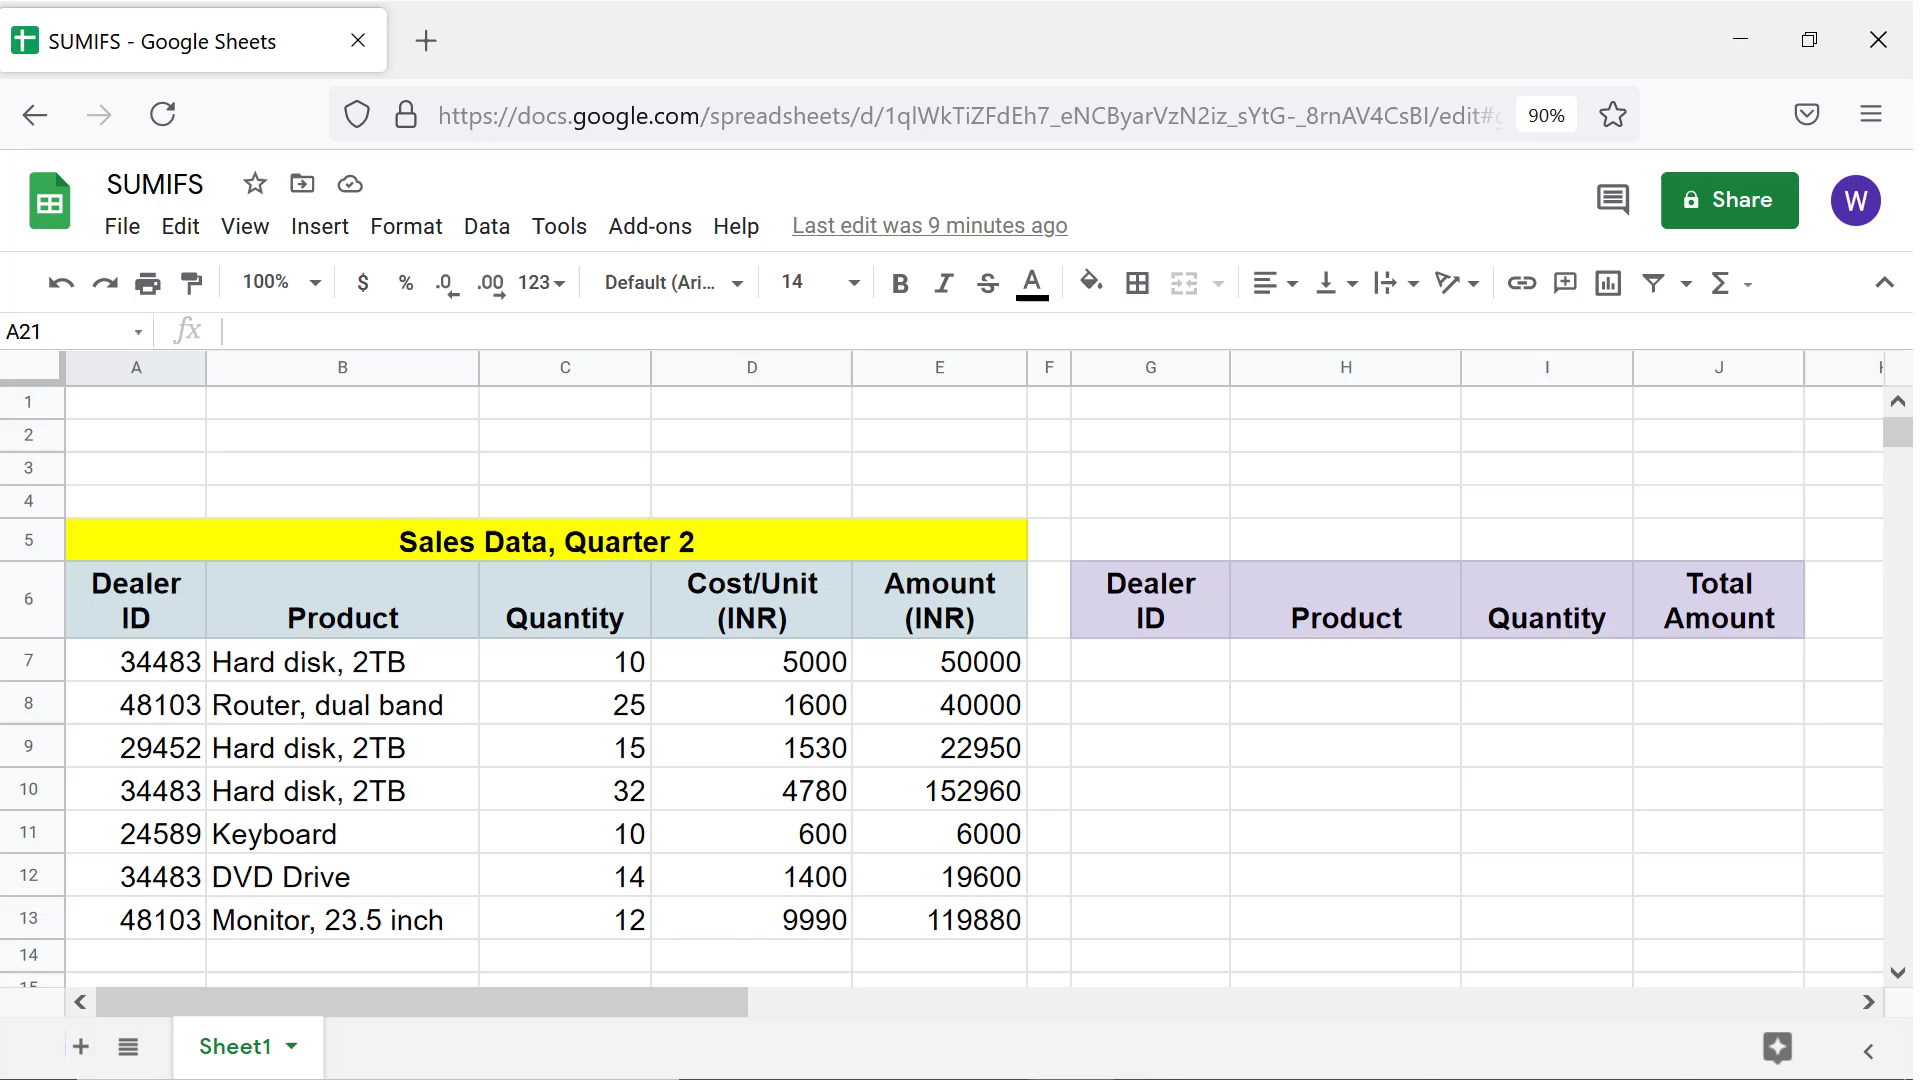 SUMIFS - Google Sheets
https://docs.google.com/spreadsheets/d/1qlWkTiZFdEh7_eNCByarVzN2iz_sYtG-_8rnAV4CsBI/edit# 90%
SUMIFS
File Edit View Insert Format Data Tools Add-ons Help Last edit was 9 minutes ago
Share W
100% $ % .0 .00 123 Default (Ari... 14 B I S A Σ
A21 fx
A B C D E F G H I J
1
2
3
4
5 Sales Data, Quarter 2
6 Dealer ID Product Quantity Cost/Unit (INR) Amount (INR) Dealer ID Product Quantity Total Amount
7 34483 Hard disk, 2TB 10 5000 50000
8 48103 Router, dual band 25 1600 40000
9 29452 Hard disk, 2TB 15 1530 22950
10 34483 Hard disk, 2TB 32 4780 152960
11 24589 Keyboard 10 600 6000
12 34483 DVD Drive 14 1400 19600
13 48103 Monitor, 23.5 inch 12 9990 119880
14
Sheet1